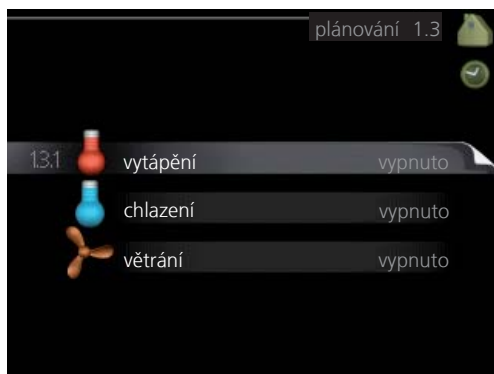 plánování 1.3
1.3.1 vytápění vypnuto
chlazení vypnuto
větrání vypnuto